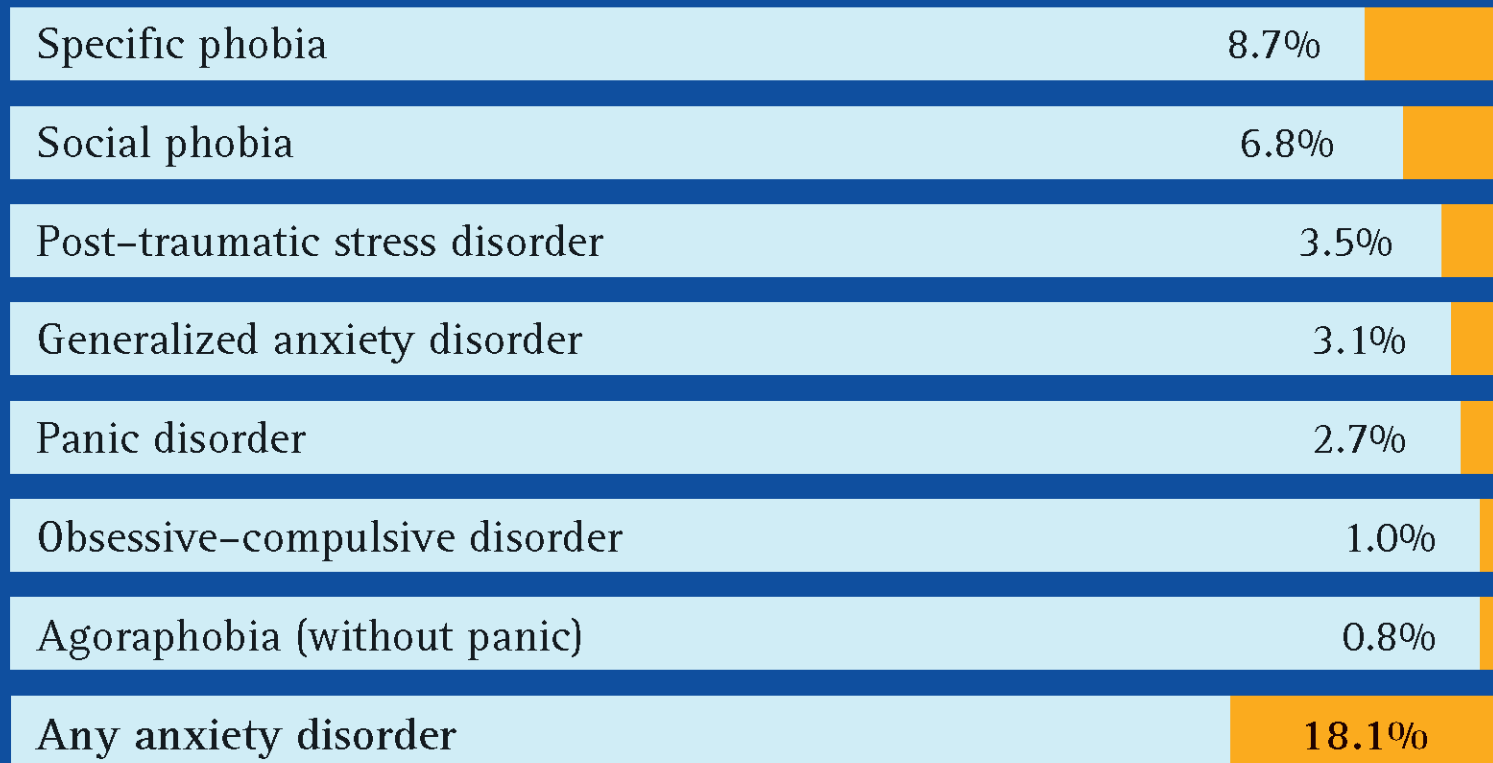 Specific phobia 8.7%
Social phobia 6.8%
Post-traumatic stress disorder 3.5%
Generalized anxiety disorder 3.1%
Panic disorder 2.7%
Obsessive-compulsive disorder 1.0%
Agoraphobia (without panic) 0.8%
Any anxiety disorder 18.1%